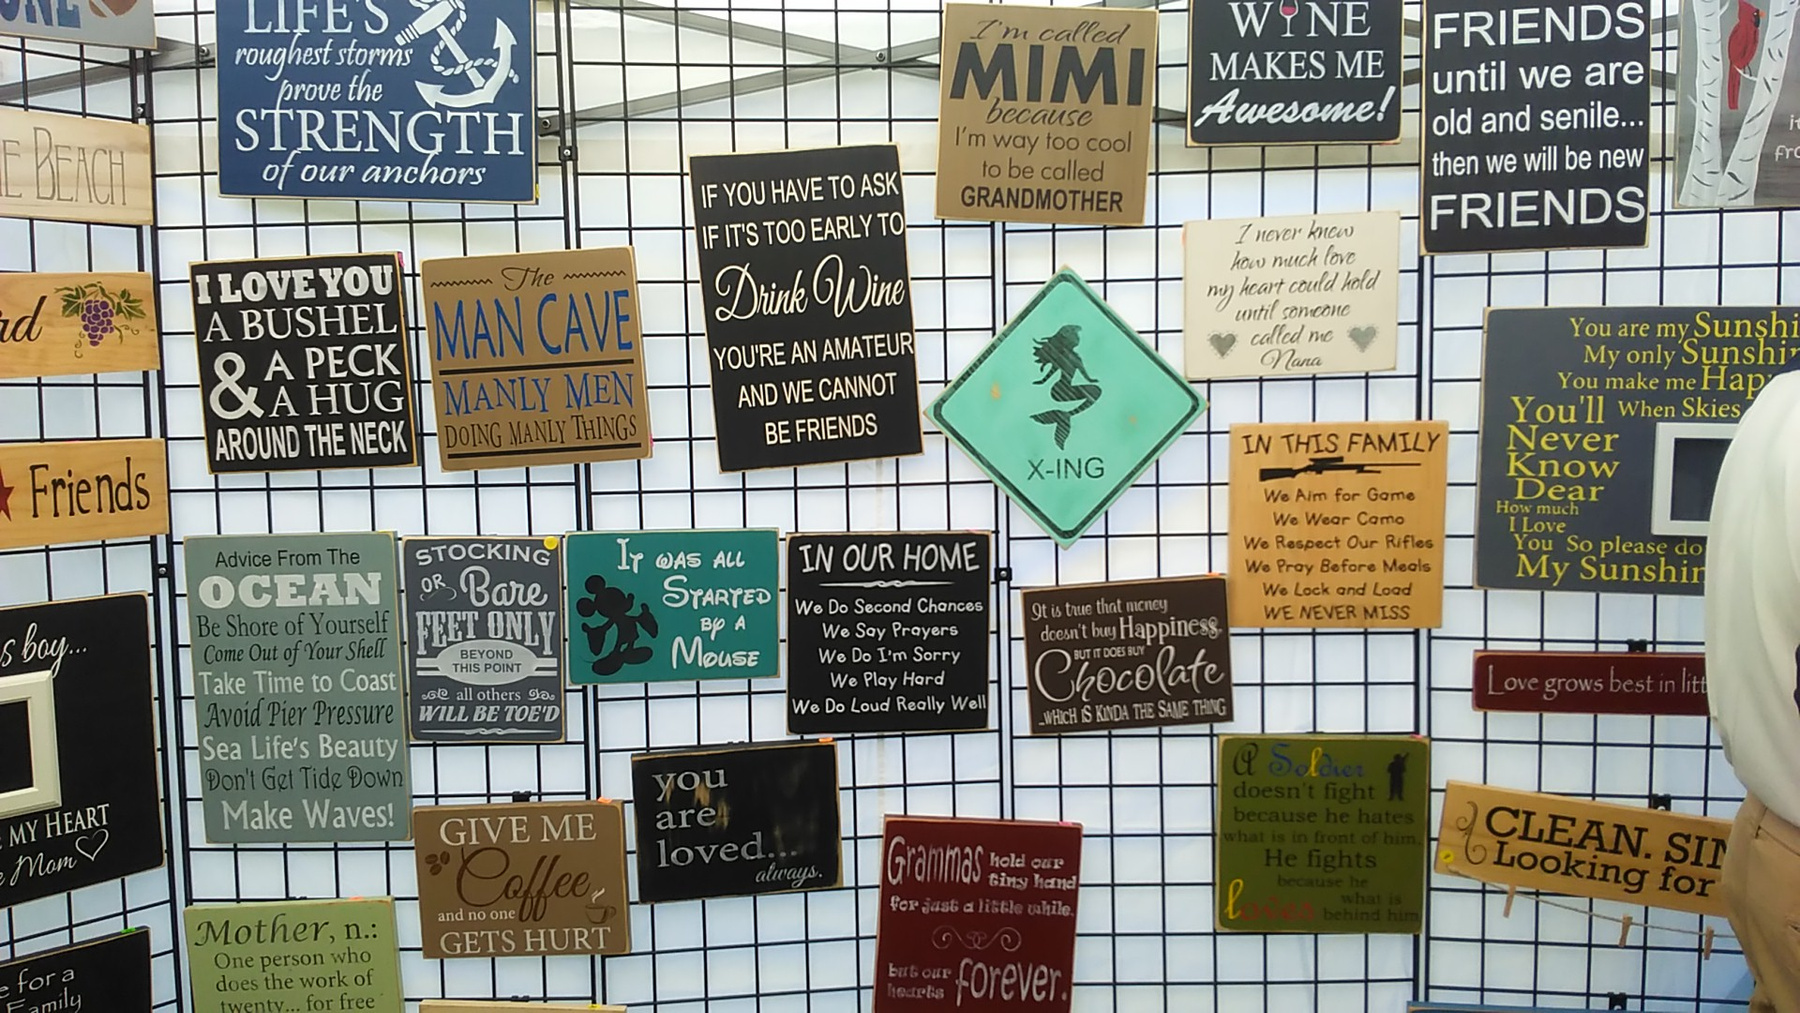 LIFE'S
roughest storms
prove the
STRENGTH
of our anchors
I'm called
MIMI
because
I'm way too cool
to be called
GRANDMOTHER
WINE
MAKES ME
Awesome!
FRIENDS
until we are
old and senile...
then we will be new
FRIENDS
BEACH
IF YOU HAVE TO ASK
IF IT'S TOO EARLY TO
Drink Wine
YOU'RE AN AMATEUR
AND WE CANNOT
BE FRIENDS
I never knew
how much love
my heart could hold
until someone
called me
Nana
I LOVE YOU
A BUSHEL
& A PECK
& A HUG
AROUND THE NECK
The
MAN CAVE
MANLY MEN
DOING MANLY THINGS
X-ING
You are my Sunshi
My only Sunshin
You make me Hap
You'll When Skies
Never
Know
Dear
How much
I Love
You So please do
My Sunshin
Friends
IN THIS FAMILY
We Aim for Game
We Wear Camo
We Respect Our Rifles
We Pray Before Meals
We Lock and Load
WE NEVER MISS
Advice From The
OCEAN
Be Shore of Yourself
Come Out of Your Shell
Take Time to Coast
Avoid Pier Pressure
Sea Life's Beauty
Don't Get Tide Down
Make Waves!
STOCKING
OR Bare
FEET ONLY
BEYOND
THIS POINT
all others
WILL BE TOE'D
It was all
Started
by a
Mouse
IN OUR HOME
We Do Second Chances
We Say Prayers
We Do I'm Sorry
We Play Hard
We Do Loud Really Well
It is true that money
doesn't buy Happiness.
BUT IT DOES BUY
Chocolate
...WHICH IS KINDA THE SAME THING
Love grows best in litt
boy...
MY HEART
Mom
you
are
loved...
always.
A Soldier
doesn't fight
because he hates
what is in front of him.
He fights
because he
loves what is
behind him
CLEAN. SIN
Looking for
GIVE ME
Coffee
and no one
GETS HURT
Grammas hold our
tiny hand
for just a little while,
but our
hearts forever.
Mother, n.:
One person who
does the work of
twenty... for free
for a
Family